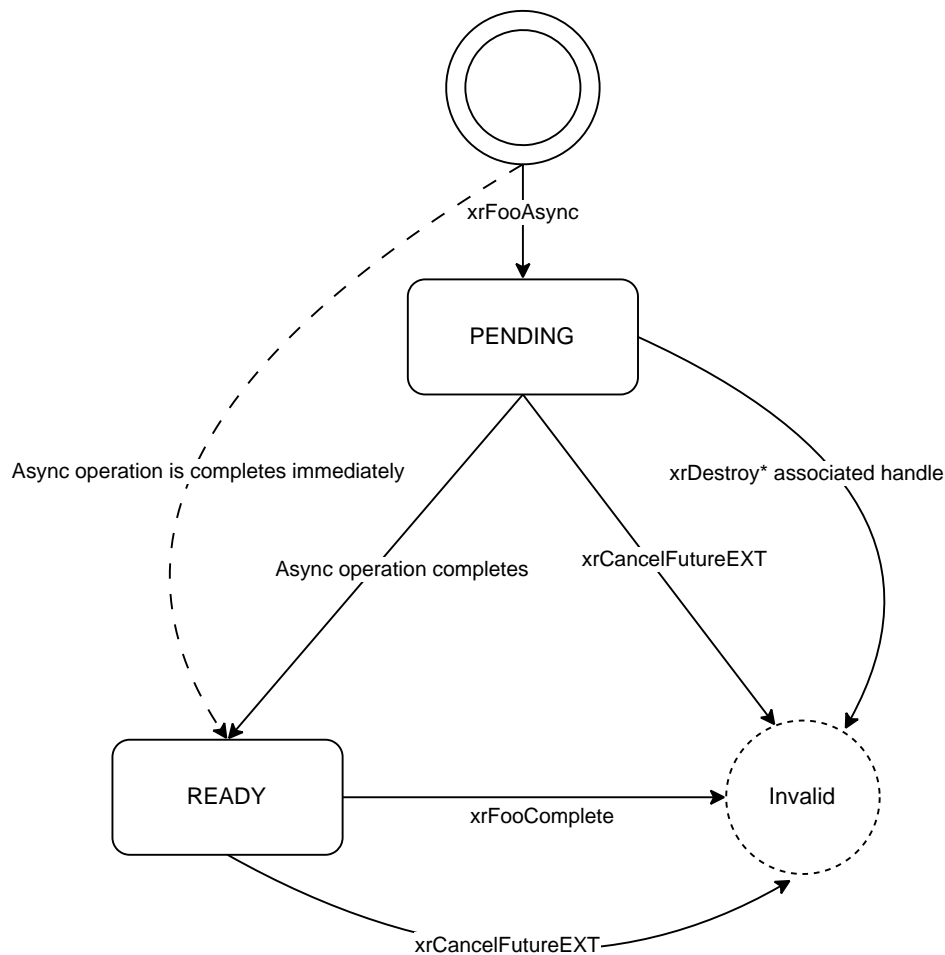 xrFooAsync
PENDING
Async operation is completes immediately
xrDestroy* associated handle
xrCancelFutureEXT
Async operation completes
READY
Invalid
xrFooComplete
xrCancelFutureEXT